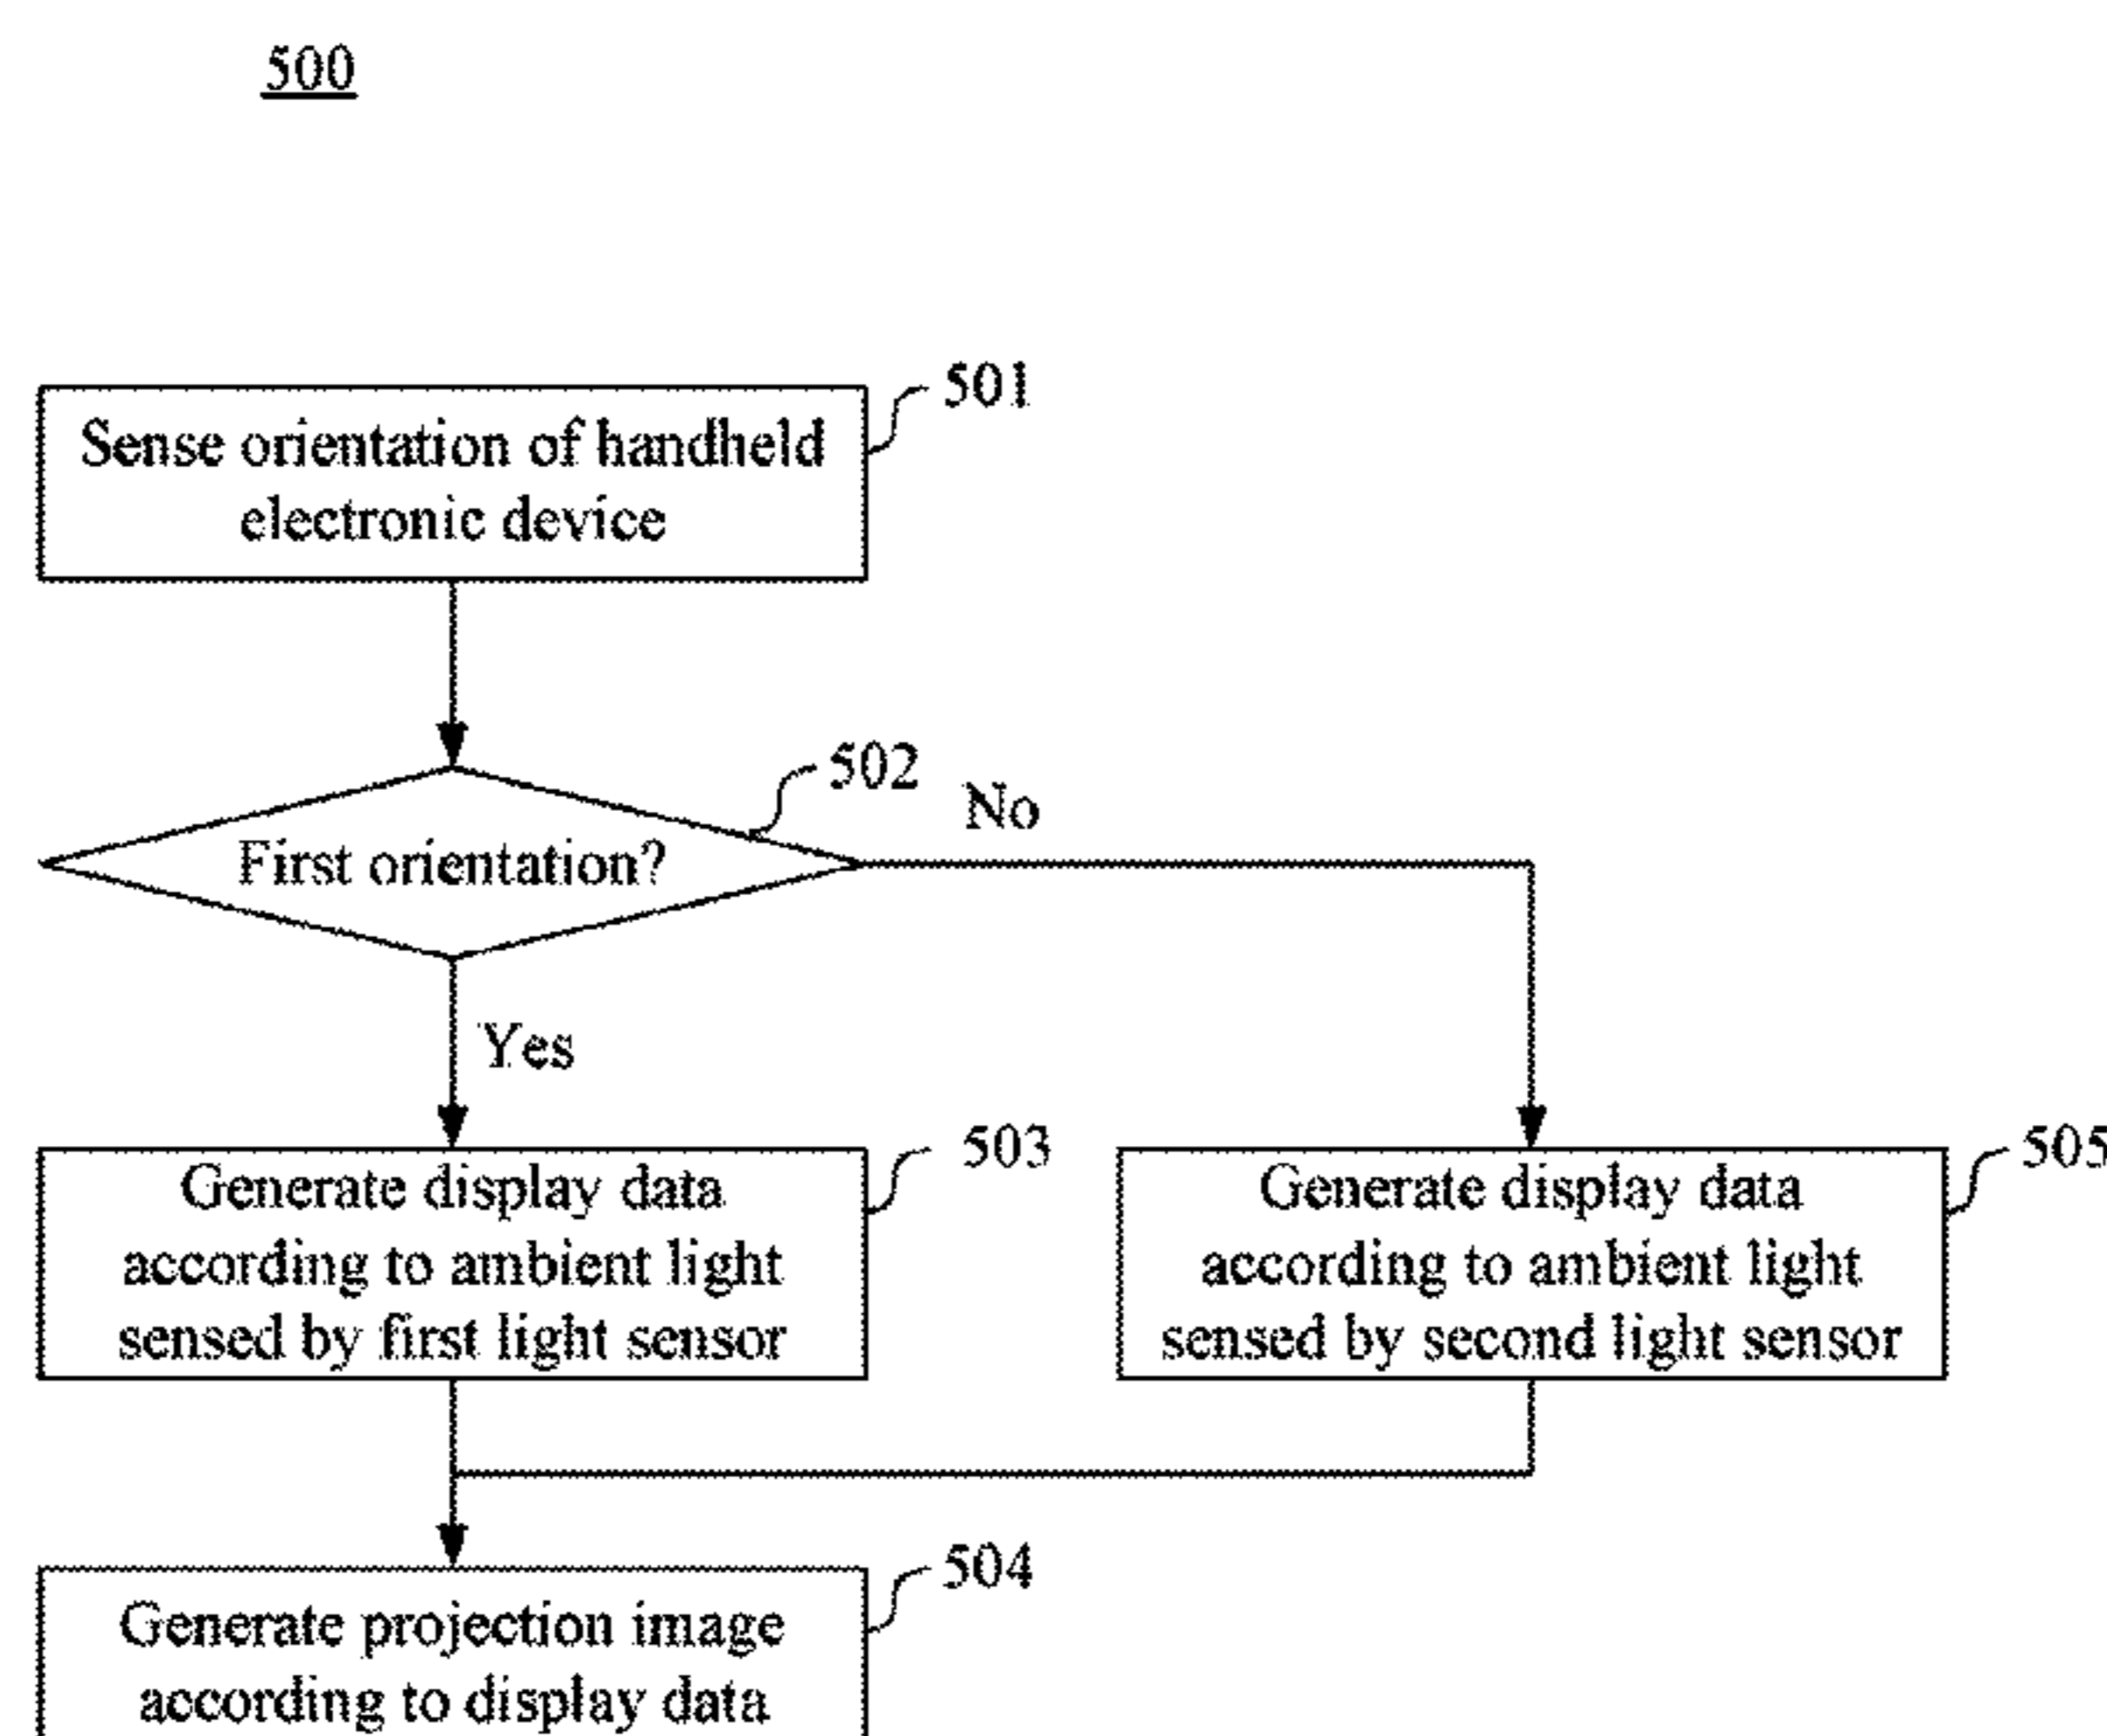 500
501
Sense orientation of handheld
electronic device
502
No
First orientation?
Yes
503
Generate display data
according to ambient light
sensed by first light sensor
505
Generate display data
according to ambient light
sensed by second light sensor
504
Generate projection image
according to display data